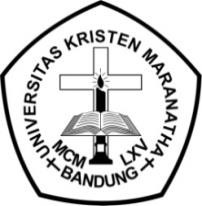 UNIVERSITAS KRISTEN MARANATHA
MCM LXV
BANDUNG